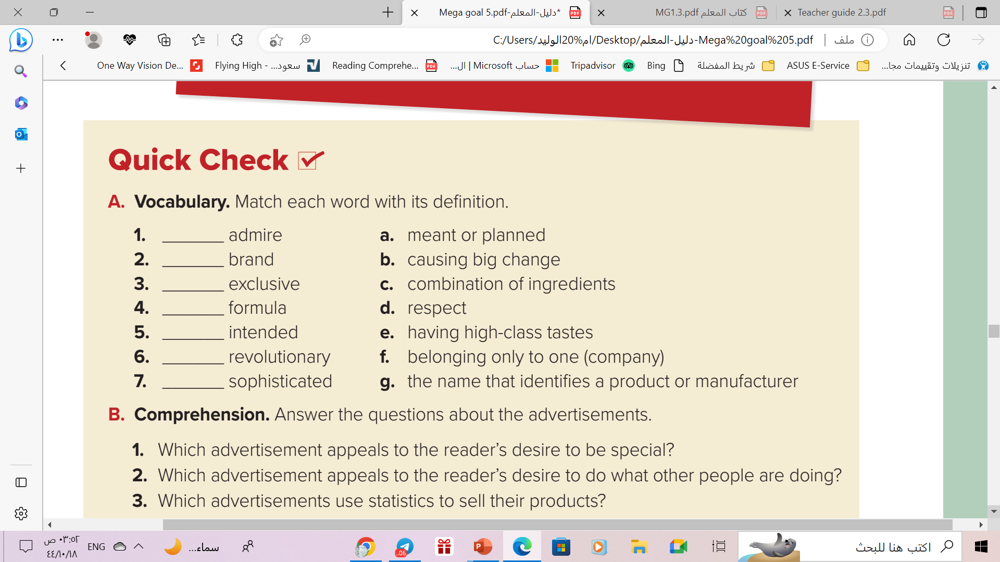 Mega goal 5.pdf-دليل-المعلم*
MG1.3.pdf كتاب المعلم
Teacher guide 2.3.pdf
C:/Users/ام%20الوليد/Desktop/دليل-المعلم-Mega%20goal%205.pdf
ملف
One Way Vision De...
Flying High - سعود...
Reading Comprehe...
حساب Microsoft | ال...
Tripadvisor
Bing
شريط المفضلة
ASUS E-Service
تنزيلات وتقييمات مجا...
Quick Check
A. Vocabulary. Match each word with its definition.
1. _______ admire a. meant or planned
2. _______ brand b. causing big change
3. _______ exclusive c. combination of ingredients
4. _______ formula d. respect
5. _______ intended e. having high-class tastes
6. _______ revolutionary f. belonging only to one (company)
7. _______ sophisticated g. the name that identifies a product or manufacturer
B. Comprehension. Answer the questions about the advertisements.
1. Which advertisement appeals to the reader’s desire to be special?
2. Which advertisement appeals to the reader’s desire to do what other people are doing?
3. Which advertisements use statistics to sell their products?
٠٣:٥٢ ص
٤٤/١٠/١٨
ENG
سماء...
..06
اكتب هنا للبحث